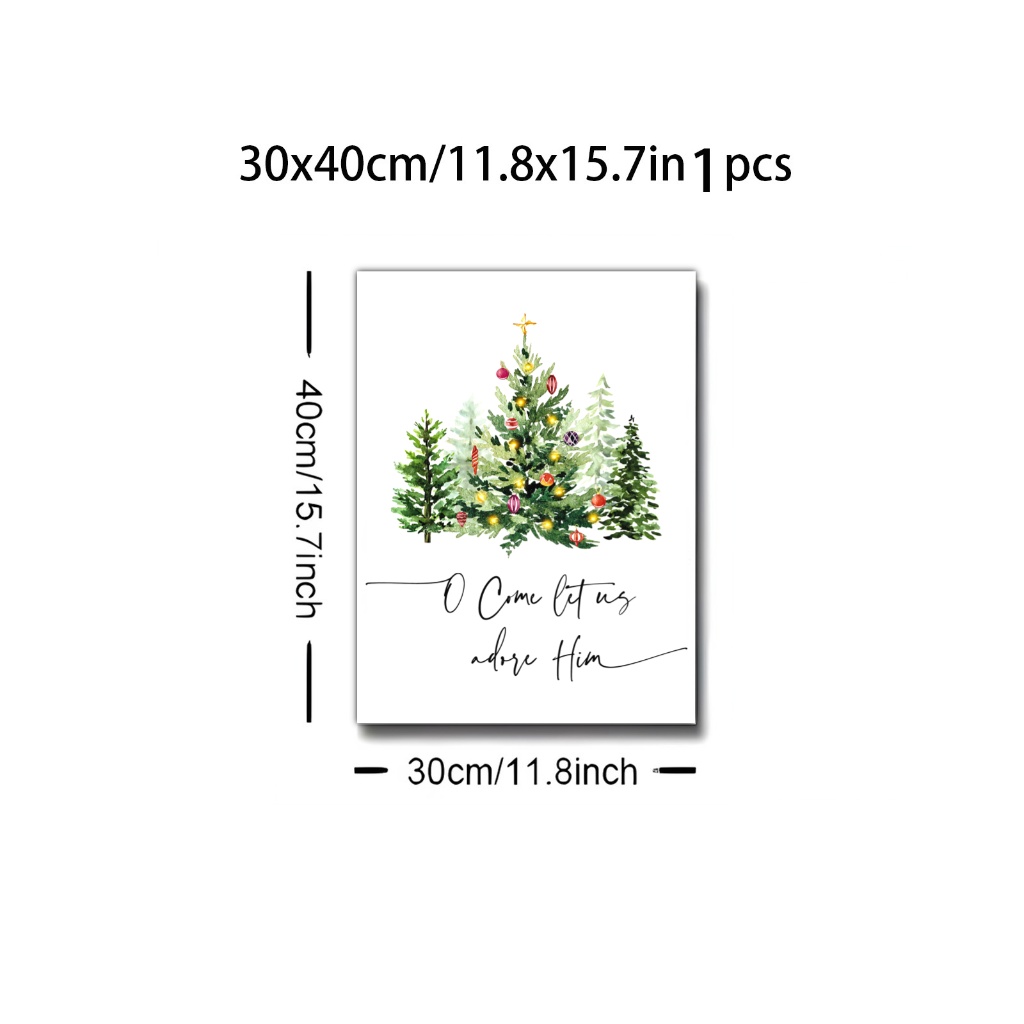 30x40cm/11.8x15.7in 1 pcs
40cm/15.7inch
O Come let us
adore Him
30cm/11.8inch